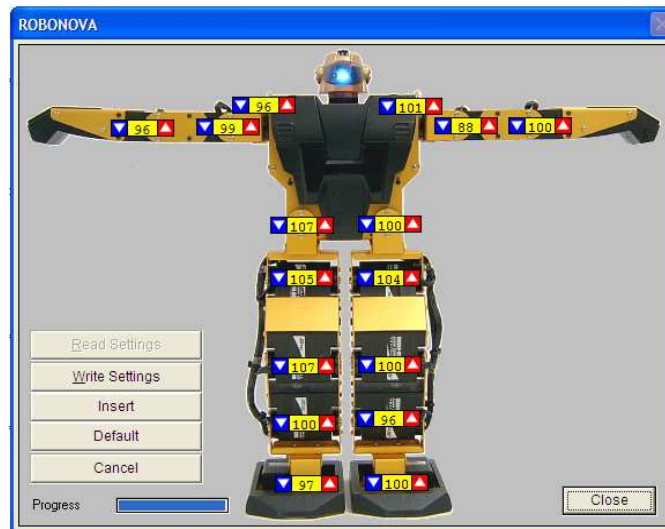 ROBONOVA
96 101
96 99 88 100
107 100
105 104
Read Settings
Write Settings
107 100
Insert
Default
100 96
Cancel
97 100
Progress
Close